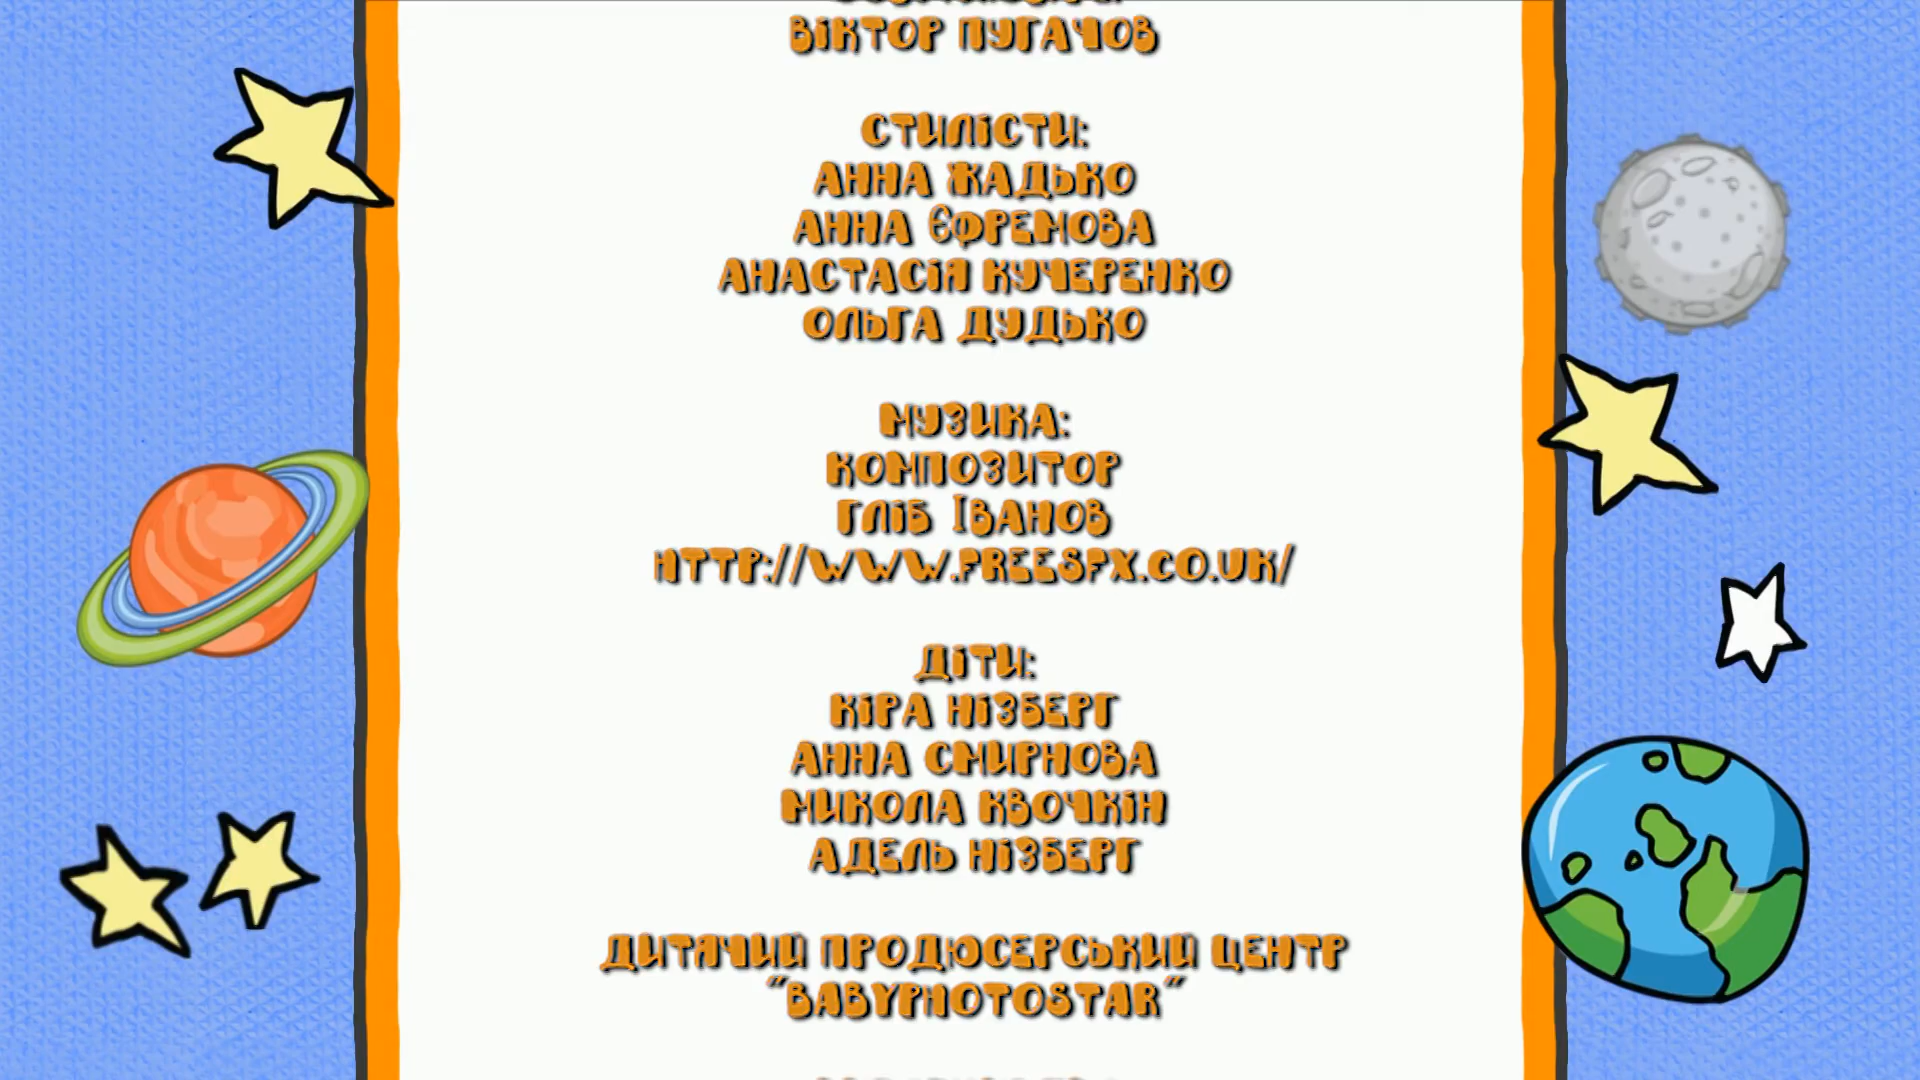 ВіКТОР ПУГАЧОВ
СТИЛіСТИ:
АННА ЖАДЬКО
АННА ЄФРЕМОВА
АНАСТАСіЯ КУЧЕРЕНКО
ОЛЬГА ДУДЬКО
МУЗИКА:
КОМПОЗИТОР
ГЛіБ ІВАНОВ
HTTP://WWW.FREESFX.CO.UK/
ДіТИ:
КіРА НіЗБЕРГ
АННА СМИРНОВА
МИКОЛА КВОЧКіН
АДЕЛЬ НіЗБЕРГ
ДИТЯЧИЙ ПРОДЮСЕРСЬКИЙ ЦЕНТР
"BABYPHOTOSTAR"